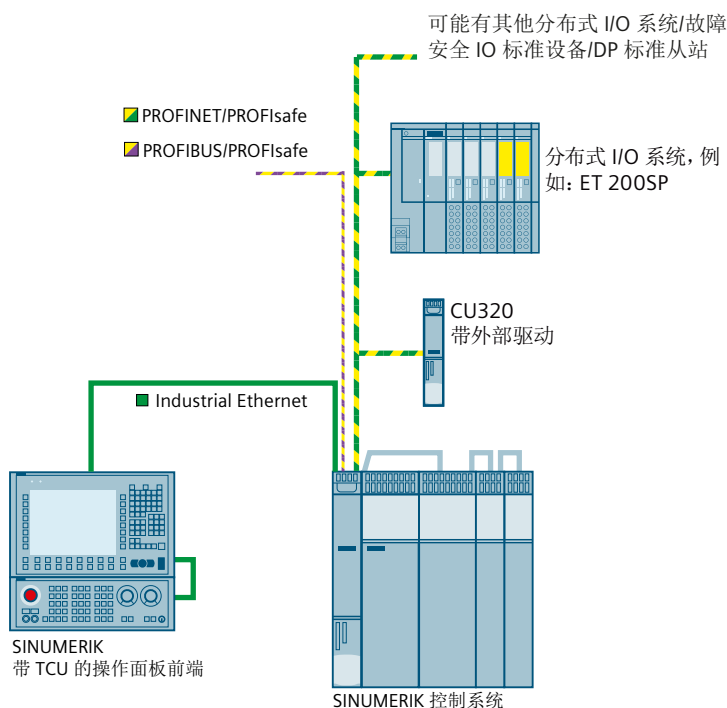 可能有其他分布式 I/O 系统/故障
安全 IO 标准设备/DP 标准从站
PROFINET/PROFIsafe
PROFIBUS/PROFIsafe
分布式 I/O 系统，例
如：ET 200SP
CU320
带外部驱动
Industrial Ethernet
SINUMERIK
带 TCU 的操作面板前端
SINUMERIK 控制系统